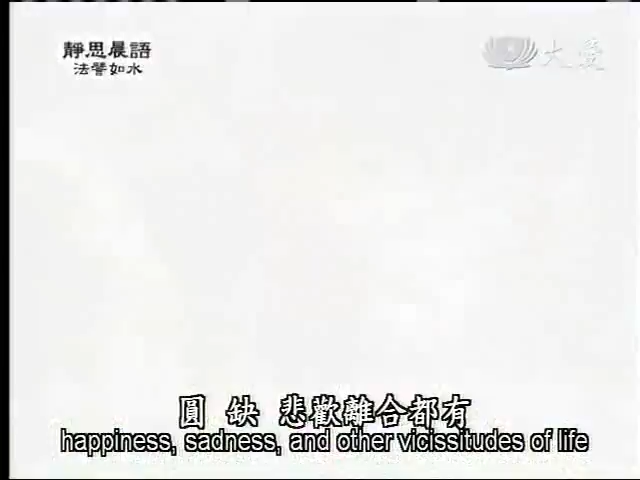 靜思晨語
法譬如水
大愛
圓 缺 悲歡離合都有
happiness, sadness, and other vicissitudes of life